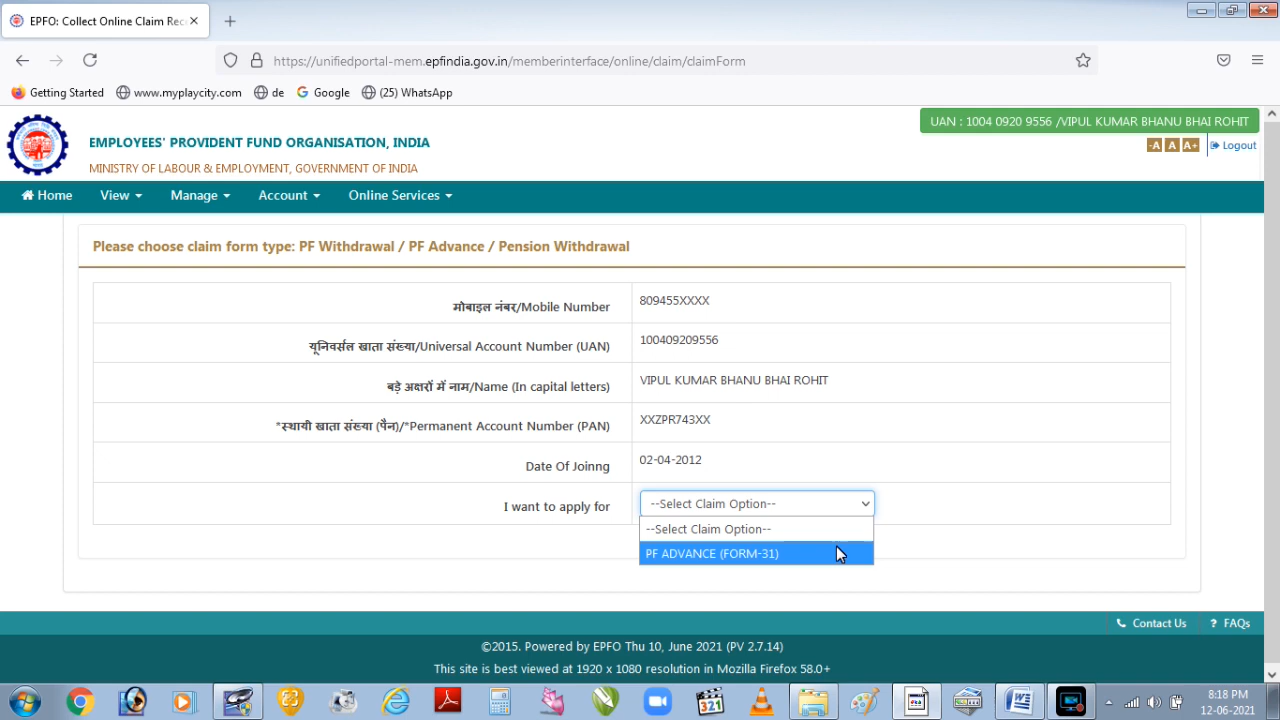 EPFO: Collect Online Claim Rec
https://unifiedportal-mem.epfindia.gov.in/memberinterface/online/claim/claimForm
Getting Started www.myplaycity.com de Google (25) WhatsApp
UAN : 1004 0920 9556 /VIPUL KUMAR BHANU BHAI ROHIT
EMPLOYEES' PROVIDENT FUND ORGANISATION, INDIA
-A A A+ Logout
MINISTRY OF LABOUR & EMPLOYMENT, GOVERNMENT OF INDIA
Home View Manage Account Online Services
Please choose claim form type: PF Withdrawal / PF Advance / Pension Withdrawal
मोबाइल नंबर/Mobile Number 809455XXXX
यूनिवर्सल खाता संख्या/Universal Account Number (UAN) 100409209556
बड़े अक्षरों में नाम/Name (In capital letters) VIPUL KUMAR BHANU BHAI ROHIT
*स्थायी खाता संख्या (पैन)/*Permanent Account Number (PAN) XXZPR743XX
Date Of Joinng 02-04-2012
I want to apply for --Select Claim Option--
--Select Claim Option--
PF ADVANCE (FORM-31)
Contact Us ? FAQs
©2015. Powered by EPFO Thu 10, June 2021 (PV 2.7.14)
This site is best viewed at 1920 x 1080 resolution in Mozilla Firefox 58.0+
321
8:18 PM
12-06-2021